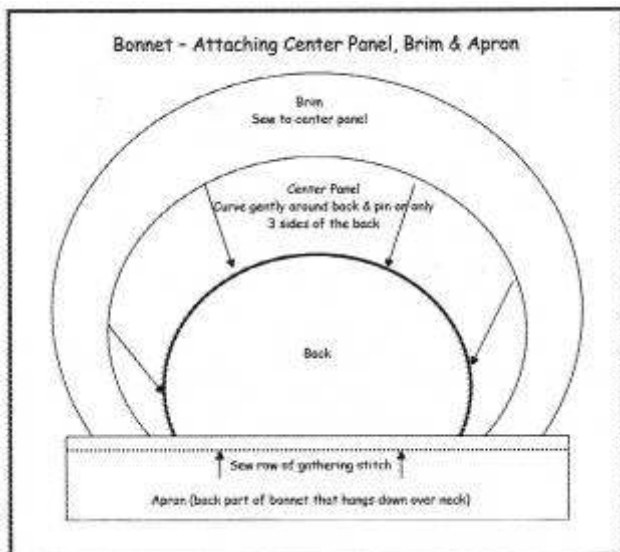 Bonnet - Attaching Center Panel, Brim & Apron
Brim
Sew to center panel
Center Panel
Curve gently around back & pin on only
3 sides of the back
Back
Sew row of gathering stitch
Apron (back part of bonnet that hangs down over neck)